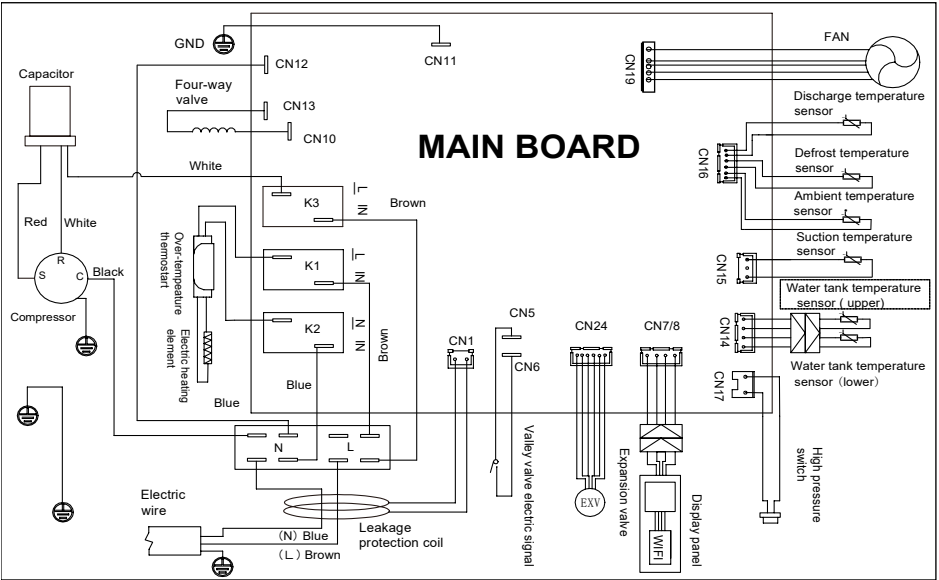 GND
CN11
CN12
Capacitor
Four-way
valve
CN13
CN10
MAIN BOARD
CN19
FAN
Discharge temperature
sensor
CN16
Defrost temperature
sensor
Ambient temperature
sensor
Suction temperature
sensor
CN15
Water tank temperature
sensor ( upper)
CN14
Water tank temperature
sensor (lower)
CN17
High pressure
switch
White
K3
L
IN
Brown
Red
White
R
S
C
Black
Compressor
Over-tempeature
thermostart
K1
L
IN
K2
N
IN
Brown
Electric heating
element
Blue
Blue
CN1
CN5
CN6
CN24
CN7/8
N
L
Valley valve electric signal
Expansion valve
EXV
Display panel
WIFI
Electric
wire
(N) Blue
(L) Brown
Leakage
protection coil